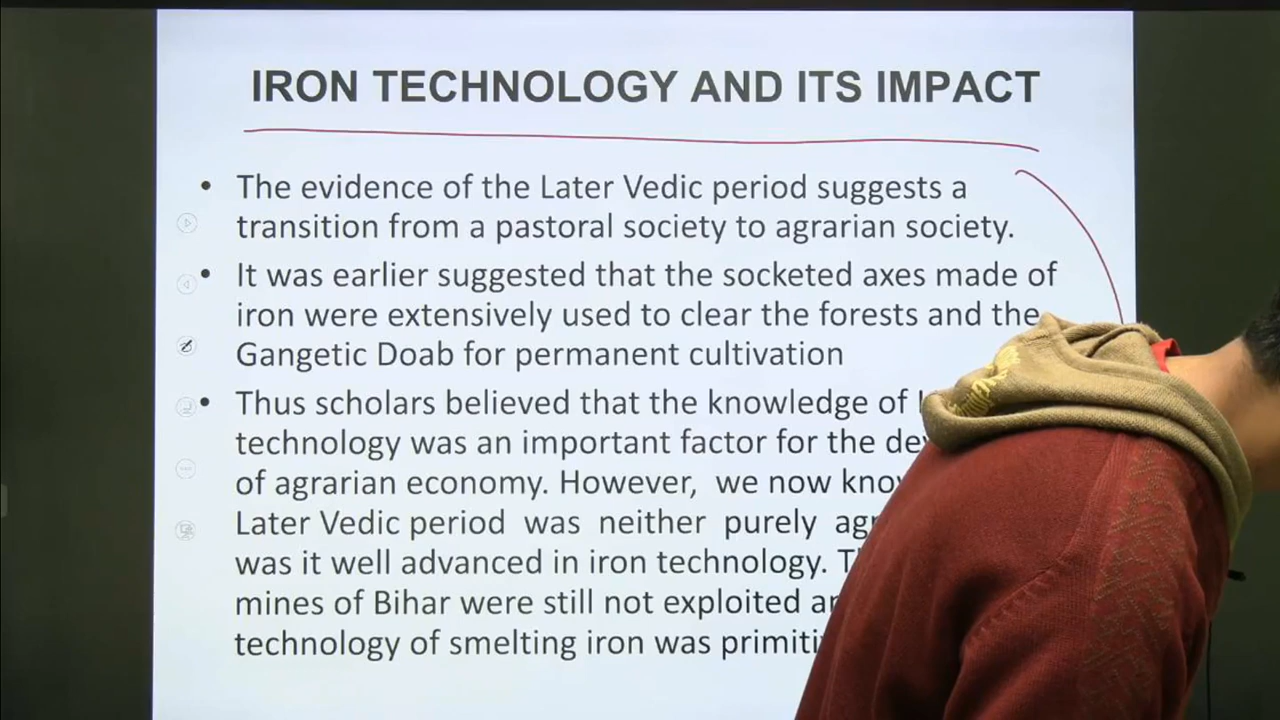 IRON TECHNOLOGY AND ITS IMPACT
• The evidence of the Later Vedic period suggests a
transition from a pastoral society to agrarian society.
• It was earlier suggested that the socketed axes made of
iron were extensively used to clear the forests and the
Gangetic Doab for permanent cultivation
• Thus scholars believed that the knowledge of
technology was an important factor for the
of agrarian economy. However, we now
Later Vedic period was neither purely
was it well advanced in iron technology.
mines of Bihar were still not exploited
technology of smelting iron was